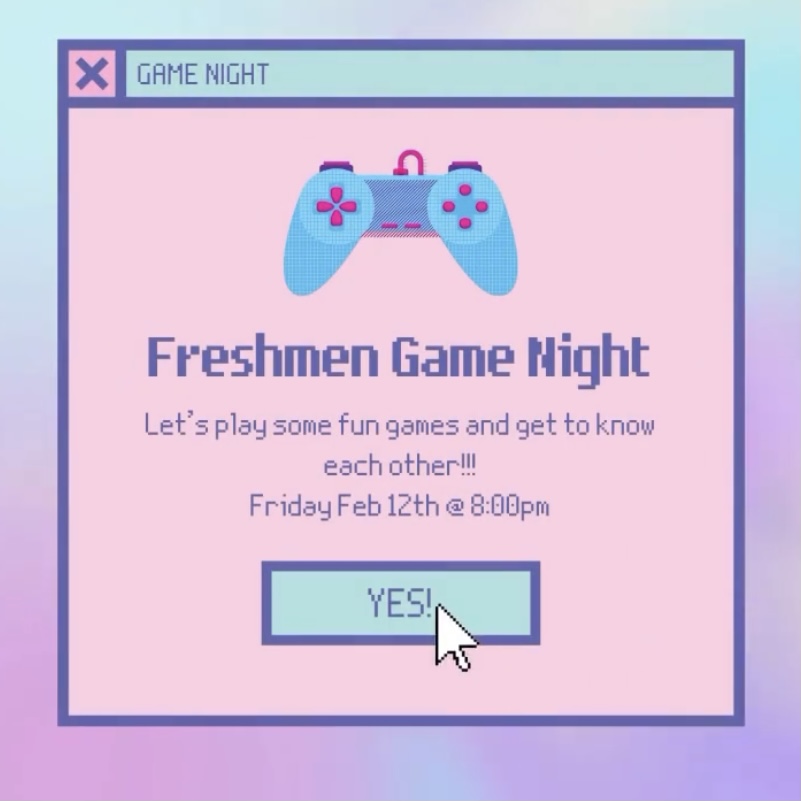 GAME NIGHT
Freshmen Game Night
Let's play some fun games and get to know
each other!!!
Friday Feb 12th @ 8:00pm
YES!